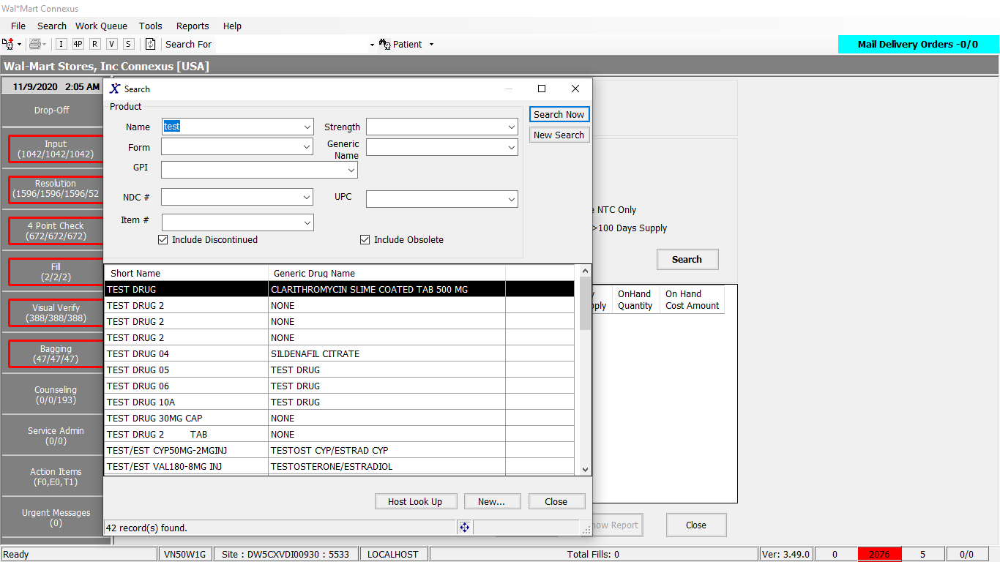 Wal*Mart Connexus
File Search Work Queue Tools Reports Help
I 4P R V S Search For Patient
Mail Delivery Orders -0/0
Wal-Mart Stores, Inc Connexus [USA]
11/9/2020 2:05 AM
Drop-Off
Input
(1042/1042/1042)
Resolution
(1596/1596/1596/52
4 Point Check
(672/672/672)
Fill
(2/2/2)
Visual Verify
(388/388/388)
Bagging
(47/47/47)
Counseling
(0/0/193)
Service Admin
(0/0)
Action Items
(F0,E0,T1)
Urgent Messages
(0)
X Search
Product
Name test Strength
Form Generic
Name
GPI
NDC # UPC
Item #
Include Discontinued Include Obsolete
Search Now
New Search
Short Name Generic Drug Name
TEST DRUG CLARITHROMYCIN SLIME COATED TAB 500 MG
TEST DRUG 2 NONE
TEST DRUG 2 NONE
TEST DRUG 2 NONE
TEST DRUG 04 SILDENAFIL CITRATE
TEST DRUG 05 TEST DRUG
TEST DRUG 06 TEST DRUG
TEST DRUG 10A TEST DRUG
TEST DRUG 30MG CAP NONE
TEST DRUG 2 TAB NONE
TEST/EST CYP50MG-2MGINJ TESTOST CYP/ESTRAD CYP
TEST/EST VAL180-8MG INJ TESTOSTERONE/ESTRADIOL
Host Look Up New... Close
42 record(s) found.
NTC Only
>100 Days Supply
Search
OnHand
Quantity
On Hand
Cost Amount
ow Report Close
Ready VN50W1G Site : DW5CXVDI00930 : 5533 LOCALHOST Total Fills: 0 Ver: 3.49.0 0 2076 5 0/0